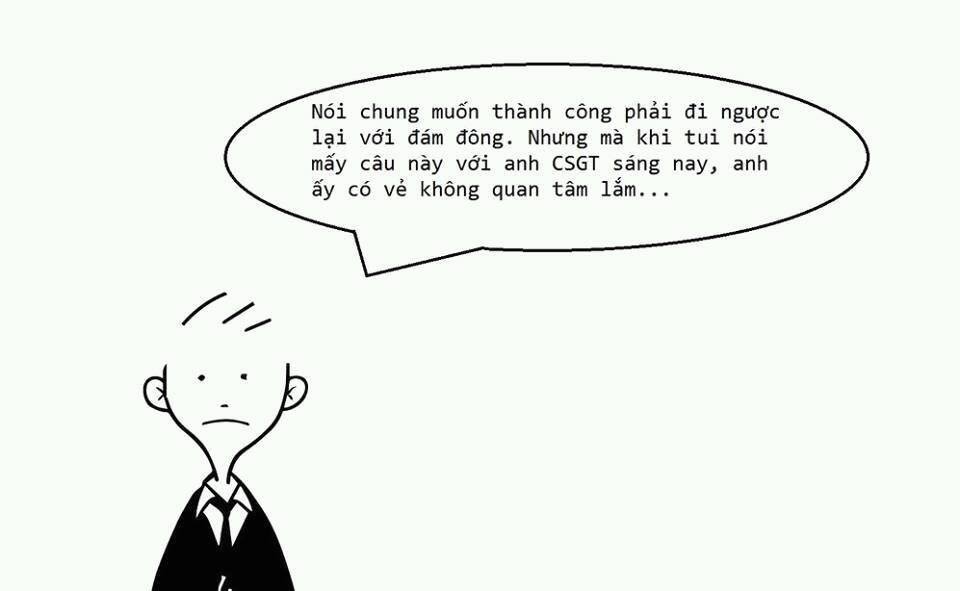 Nói chung muốn thành công phải đi ngược
lại với đám đông. Nhưng mà khi tui nói
mấy câu này với anh CSGT sáng nay, anh
ấy có vẻ không quan tâm lắm...